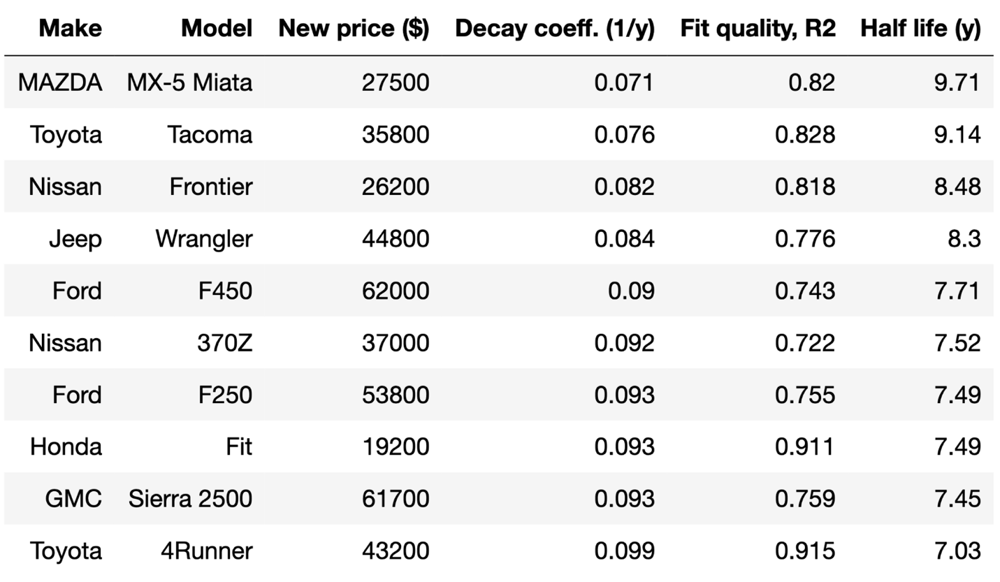 Make Model New price ($) Decay coeff. (1/y) Fit quality, R2 Half life (y)
MAZDA MX-5 Miata 27500 0.071 0.82 9.71
Toyota Tacoma 35800 0.076 0.828 9.14
Nissan Frontier 26200 0.082 0.818 8.48
Jeep Wrangler 44800 0.084 0.776 8.3
Ford F450 62000 0.09 0.743 7.71
Nissan 370Z 37000 0.092 0.722 7.52
Ford F250 53800 0.093 0.755 7.49
Honda Fit 19200 0.093 0.911 7.49
GMC Sierra 2500 61700 0.093 0.759 7.45
Toyota 4Runner 43200 0.099 0.915 7.03